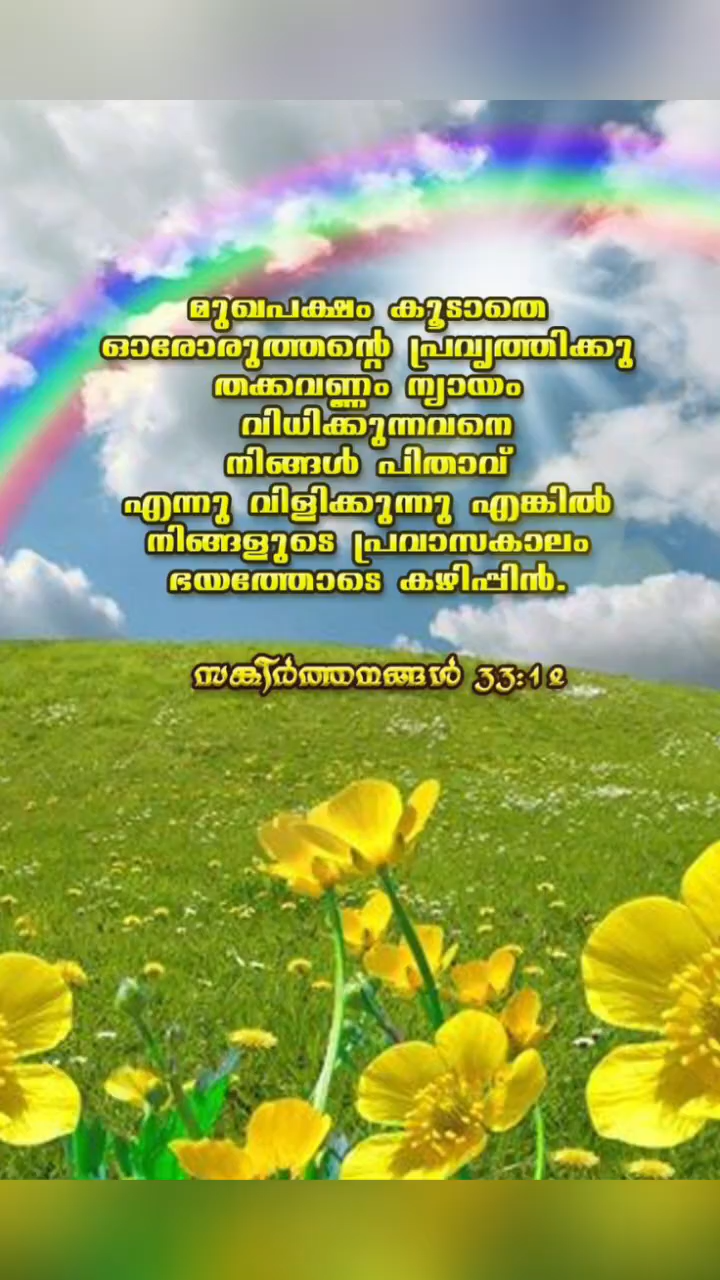 മുഖപക്ഷം കൂടാതെ
ഓരോരുത്തന്റെ പ്രവൃത്തിക്കു
തക്കവണ്ണം ന്യായം
വിധിക്കുന്നവനെ
നിങ്ങൾ പിതാവ്
എന്നു വിളിക്കുന്നു എങ്കിൽ
നിങ്ങളുടെ പ്രവാസകാലം
ഭയത്തോടെ കഴിപ്പിൻ.
സങ്കീർത്തനങ്ങൾ 33:12